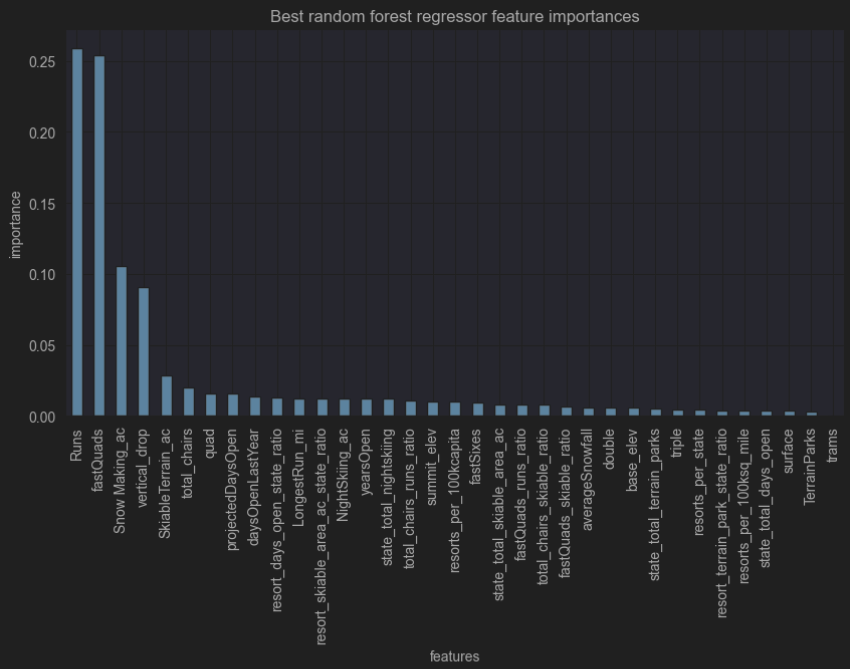 Best random forest regressor feature importances
importance
0.25
0.20
0.15
0.10
0.05
0.00
Runs
fastQuads
Snow Making_ac
vertical_drop
SkiableTerrain_ac
total_chairs
quad
projectedDaysOpen
daysOpenLastYear
resort_days_open_state_ratio
LongestRun_mi
resort_skiable_area_ac_state_ratio
NightSkiing_ac
yearsOpen
state_total_nightskiing
total_chairs_runs_ratio
summit_elev
resorts_per_100kcapita
fastSixes
state_total_skiable_area_ac
fastQuads_runs_ratio
total_chairs_skiable_ratio
fastQuads_skiable_ratio
averageSnowfall
double
base_elev
state_total_terrain_parks
triple
resorts_per_state
resort_terrain_park_state_ratio
resorts_per_100ksq_mile
state_total_days_open
surface
TerrainParks
trams
features